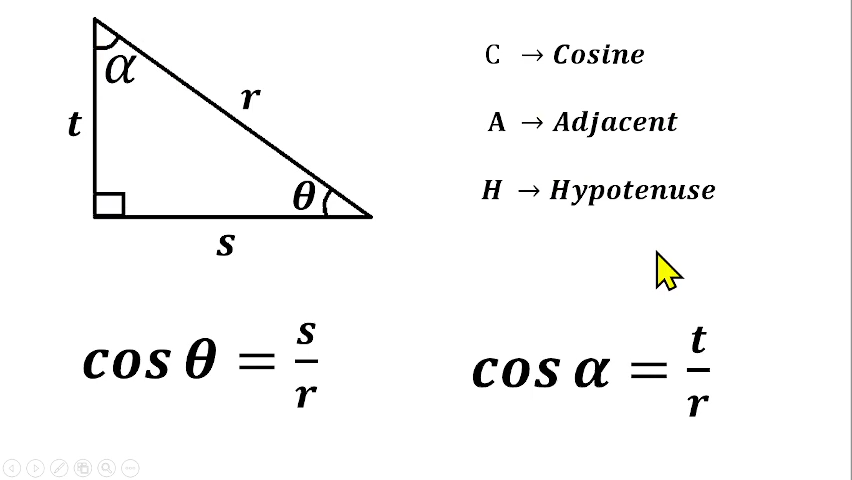 α
t
r
θ
s
C → Cosine
A → Adjacent
H → Hypotenuse
cos θ = s/r
cos α = t/r